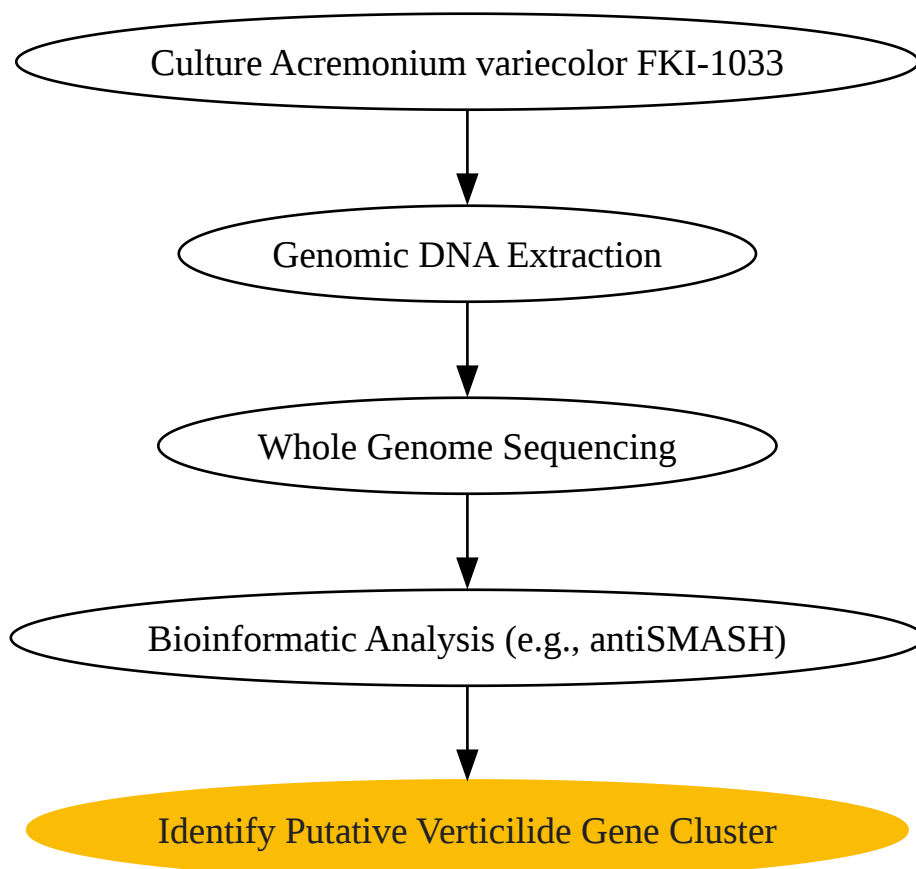 Culture Acremonium variecolor FKI-1033
Genomic DNA Extraction
Whole Genome Sequencing
Bioinformatic Analysis (e.g., antiSMASH)
Identify Putative Verticilide Gene Cluster